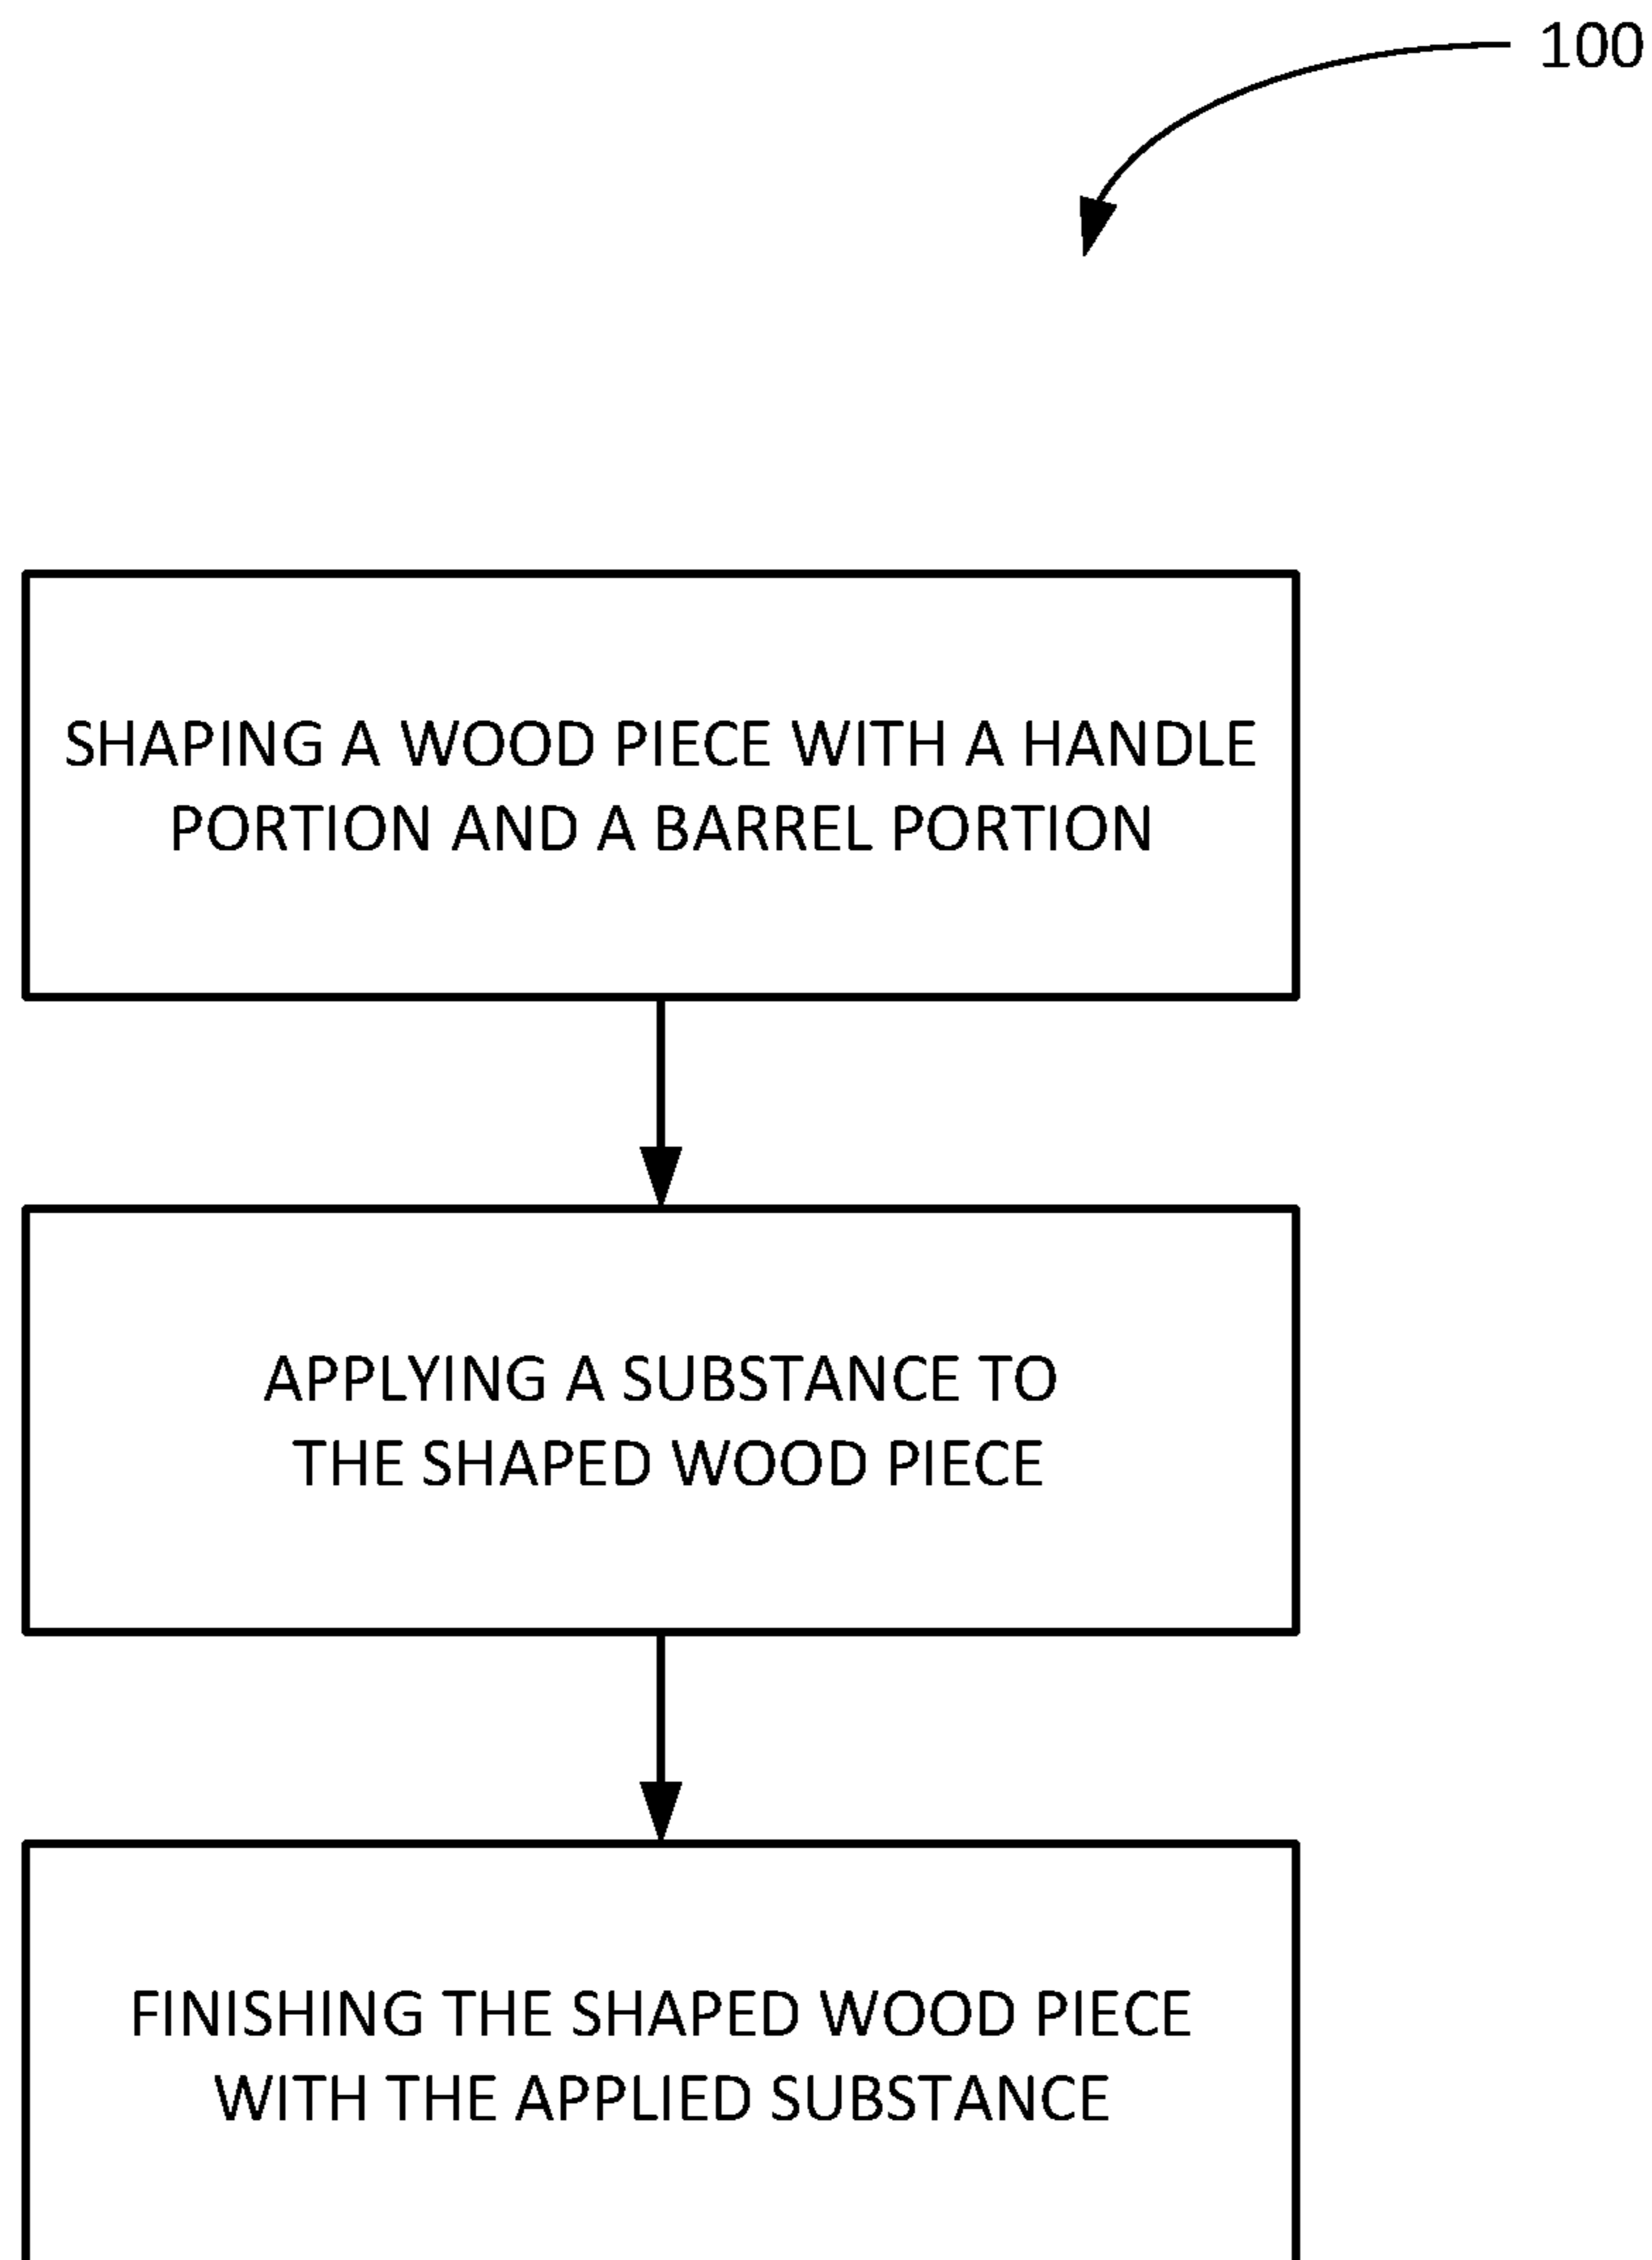 100
SHAPING A WOOD PIECE WITH A HANDLE
PORTION AND A BARREL PORTION
APPLYING A SUBSTANCE TO
THE SHAPED WOOD PIECE
FINISHING THE SHAPED WOOD PIECE
WITH THE APPLIED SUBSTANCE